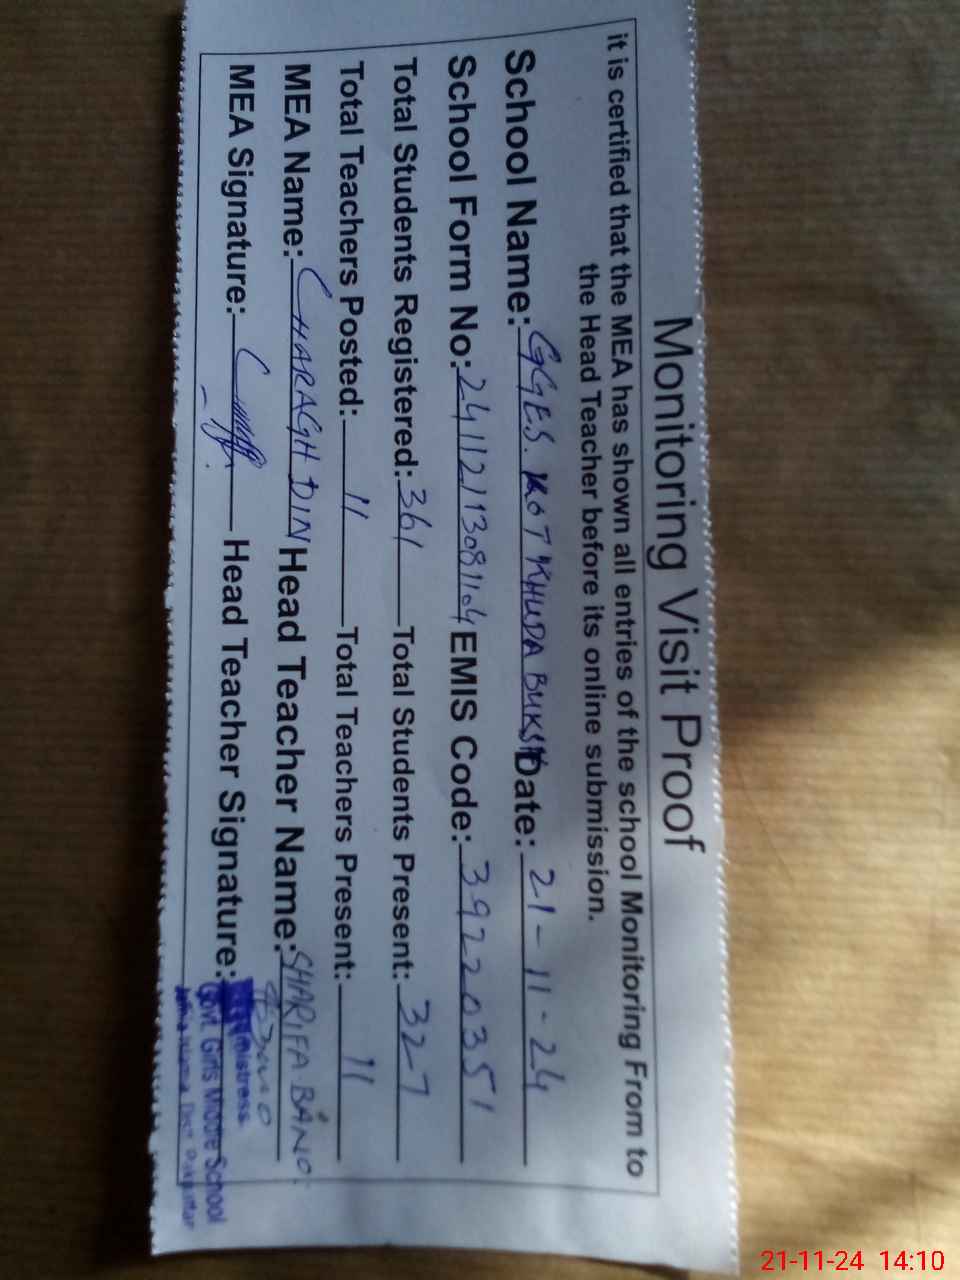 Monitoring Visit Proof
it is certified that the MEA has shown all entries of the school Monitoring From to
the Head Teacher before its online submission.
School Name: GGES. KOT KHUDA BUKSH Date: 21-11-24
School Form No: 24112113081104 EMIS Code: 39220351
Total Students Registered: 361 Total Students Present: 327
Total Teachers Posted: 11 Total Teachers Present: 11
MEA Name: CHARAGH DIN Head Teacher Name: SHARIFA BANO
MEA Signature: Head Teacher Signature:
Govt. Girls Middle School
21-11-24 14:10